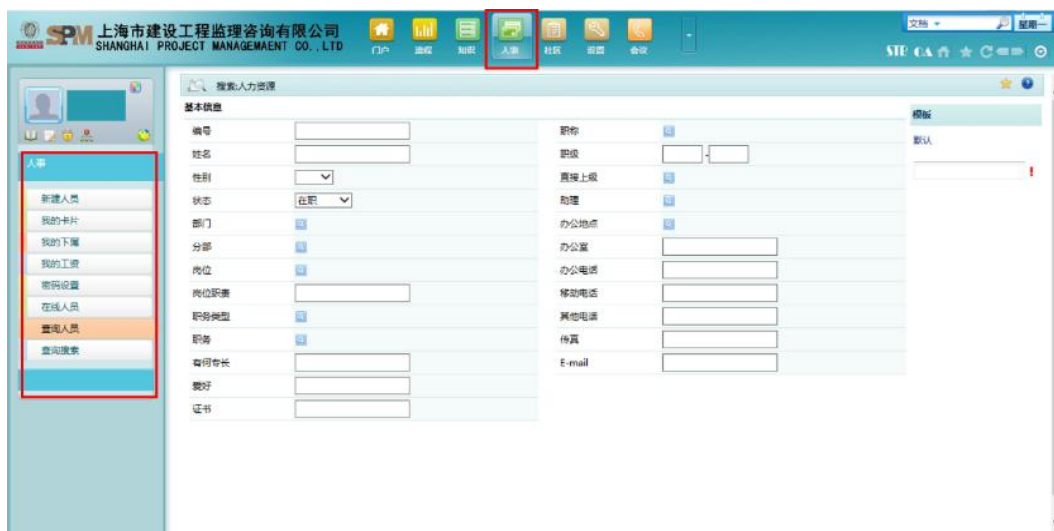 SPM 上海市建设工程监理咨询有限公司
SHANGHAI PROJECT MANAGEMAENT CO.,LTD
门户 流程 知识 人事 社区 设置 会议
文档 星期一
搜索:人力资源
基本信息
模板
默认
!
人事
新建人员
我的卡片
我的下属
我的工资
密码设置
在线人员
查询人员
查询搜索
编号 职称
姓名 职级 -
性别 直接上级
状态 在职 助理
部门 办公地点
分部 办公室
岗位 办公电话
岗位职责 移动电话
职务类型 其他电话
职务 传真
有何专长 E-mail
爱好
证书